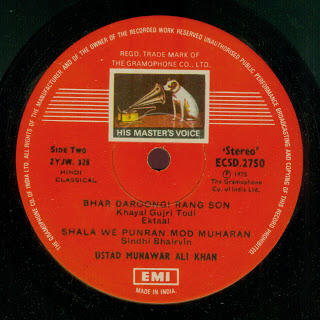 ALL RIGHTS OF THE MANUFACTURER AND OF THE OWNER OF THE RECORDED WORK RESERVED UNAUTHORISED PUBLIC PERFORMANCE BROADCASTING AND COPYING OF THIS RECORD PROHIBITED.
THE GRAMOPHONE CO. OF INDIA LTD.
REGD. TRADE MARK OF
THE GRAMOPHONE CO., LTD.
HIS MASTER'S VOICE
Side Two
2YJW. 328
HINDI
CLASSICAL
'Stereo'
ECSD.2750
℗ 1975
The Gramophone
Co. of India Ltd.
BHAR DAROONGI RANG SON
Khayal Gujri Todi
Ektaal
SHALA WE PUNRAN MOD MUHARAN
Sindhi Bhairvin
USTAD MUNAWAR ALI KHAN
EMI
MADE IN INDIA.